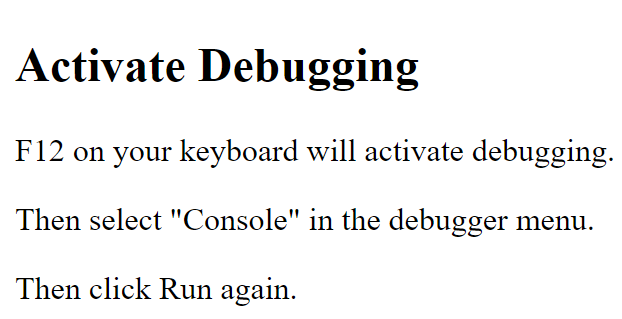 Activate Debugging
F12 on your keyboard will activate debugging.
Then select "Console" in the debugger menu.
Then click Run again.